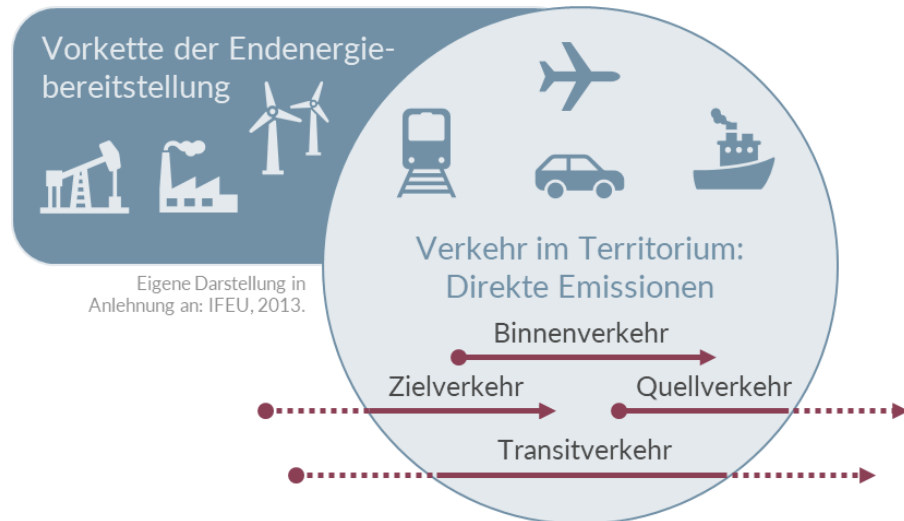 Vorkette der Endenergie-
bereitstellung
Eigene Darstellung in
Anlehnung an: IFEU, 2013.
Verkehr im Territorium:
Direkte Emissionen
Binnenverkehr
Zielverkehr
Quellverkehr
Transitverkehr